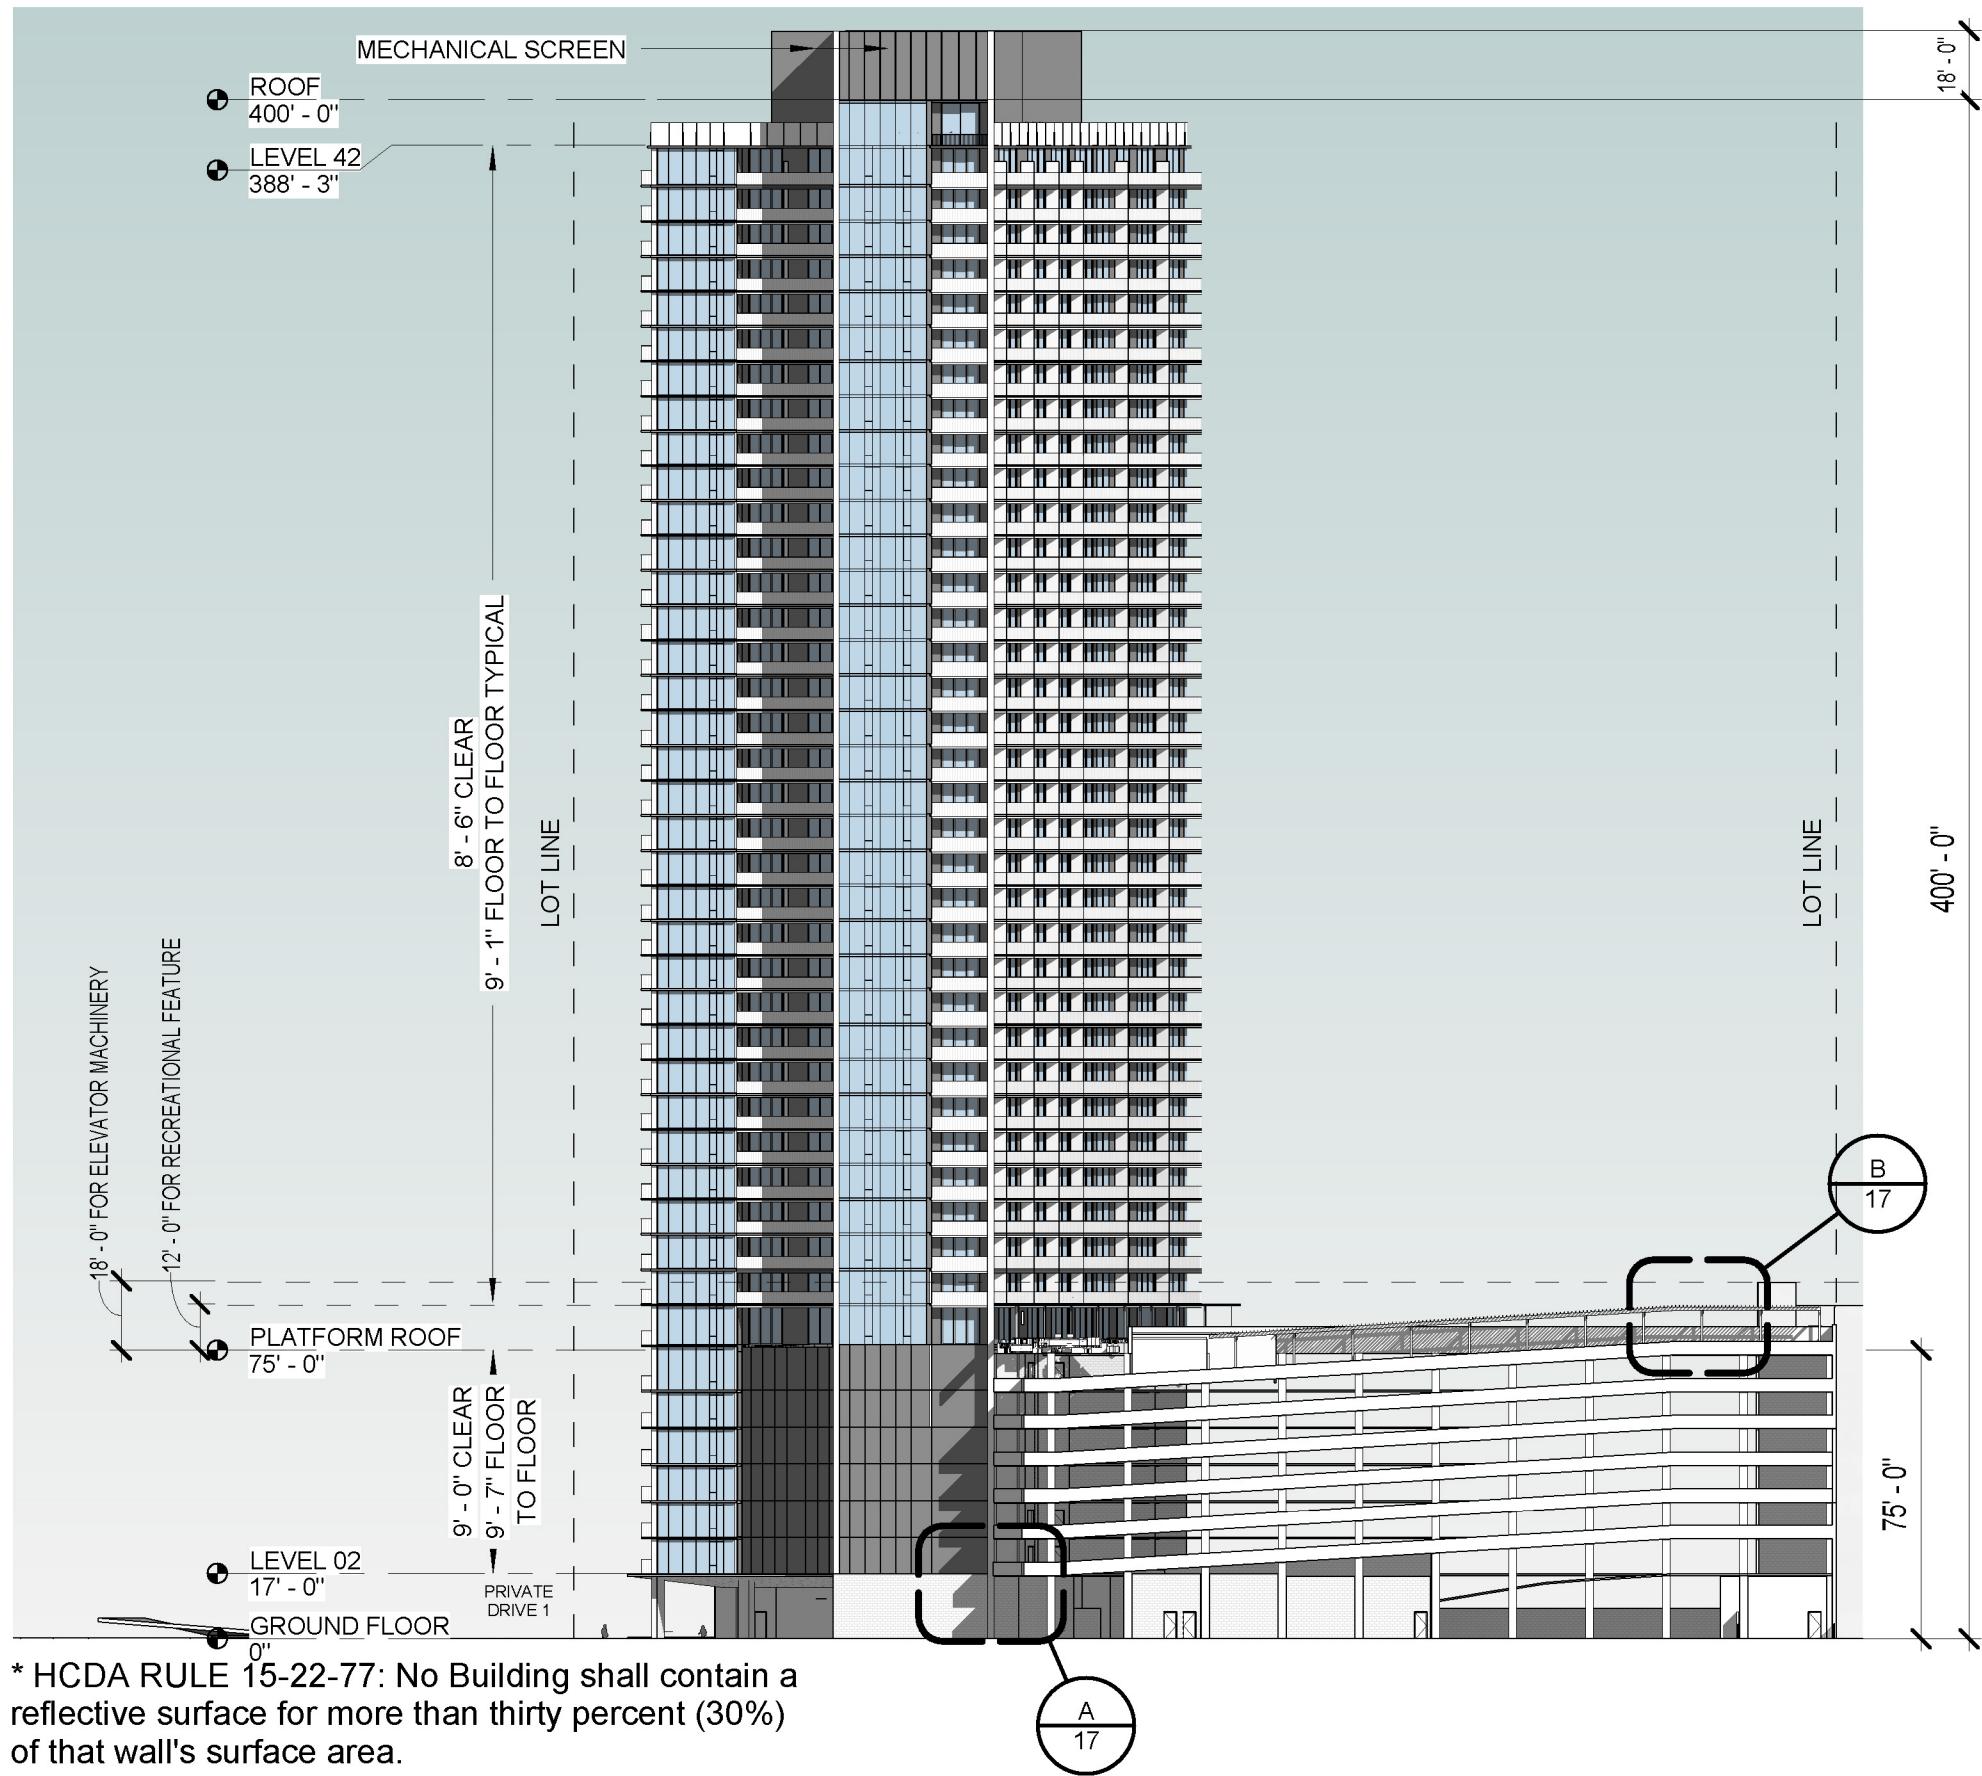 MECHANICAL SCREEN
18' - 0"
ROOF
400' - 0"
LEVEL 42
388' - 3"
8' - 6" CLEAR
9' - 1" FLOOR TO FLOOR TYPICAL
LOT LINE
LOT LINE
400' - 0"
18' - 0" FOR ELEVATOR MACHINERY
12' - 0" FOR RECREATIONAL FEATURE
B
17
PLATFORM ROOF
75' - 0"
9' - 0" CLEAR
9' - 7" FLOOR
TO FLOOR
75' - 0"
LEVEL 02
17' - 0"
PRIVATE
DRIVE 1
GROUND FLOOR
0"
* HCDA RULE 15-22-77: No Building shall contain a
reflective surface for more than thirty percent (30%)
of that wall's surface area.
A
17